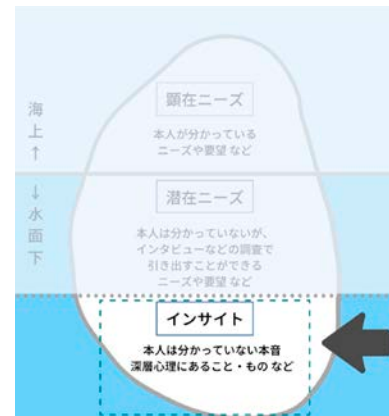 海上↑
↓水面下
顕在ニーズ
本人が分かっている
ニーズや要望 など
潜在ニーズ
本人は分かっていないが、
インタビューなどの調査で
引き出すことができる
ニーズや要望 など
インサイト
本人は分かっていない本音
深層心理にあること・もの など